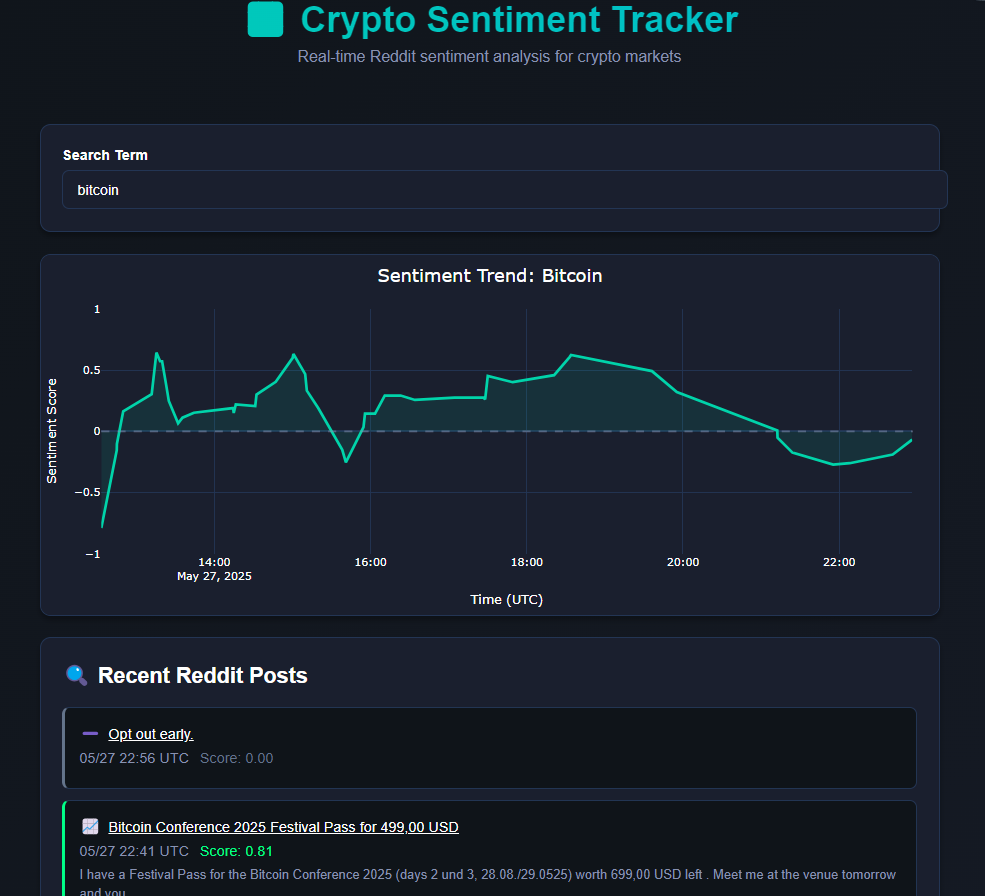 Crypto Sentiment Tracker
Real-time Reddit sentiment analysis for crypto markets
Search Term
bitcoin
Sentiment Trend: Bitcoin
1
0.5
0
−0.5
−1
Sentiment Score
14:00
May 27, 2025
16:00
18:00
20:00
22:00
Time (UTC)
Recent Reddit Posts
Opt out early.
05/27 22:56 UTC Score: 0.00
Bitcoin Conference 2025 Festival Pass for 499,00 USD
05/27 22:41 UTC Score: 0.81
I have a Festival Pass for the Bitcoin Conference 2025 (days 2 und 3, 28.08./29.0525) worth 699,00 USD left . Meet me at the venue tomorrow
and you